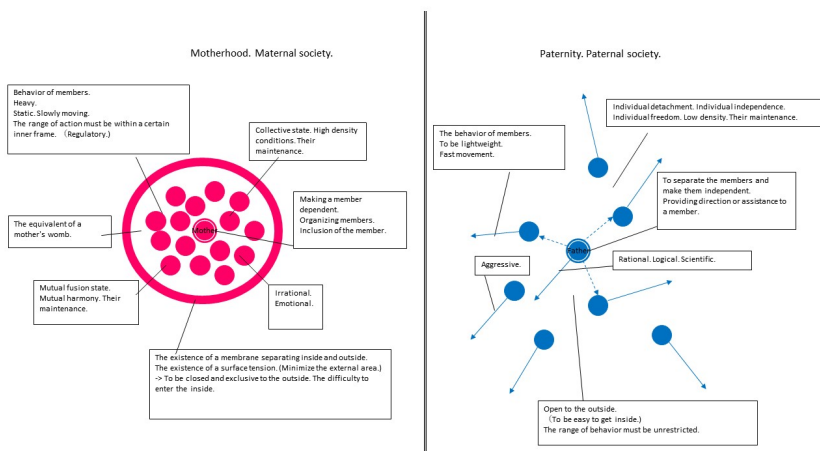 Motherhood. Maternal society.
Behavior of members.
Heavy.
Static. Slowly moving.
The range of action must be within a certain
inner frame. （Regulatory.)
Collective state. High density
conditions. Their
maintenance.
Making a member
dependent.
Organizing members.
Inclusion of the member.
The equivalent of a
mother's womb.
Mother
Mutual fusion state.
Mutual harmony. Their
maintenance.
Irrational.
Emotional.
The existence of a membrane separating inside and outside.
The existence of a surface tension. (Minimize the external area.)
-> To be closed and exclusive to the outside. The difficulty to
enter the inside.
Paternity. Paternal society.
Individual detachment. Individual independence.
Individual freedom. Low density. Their maintenance.
The behavior of members.
To be lightweight.
Fast movement.
To separate the members and
make them independent.
Providing direction or assistance to
a member.
Father
Aggressive.
Rational. Logical. Scientific.
Open to the outside.
（To be easy to get inside.)
The range of behavior must be unrestricted.